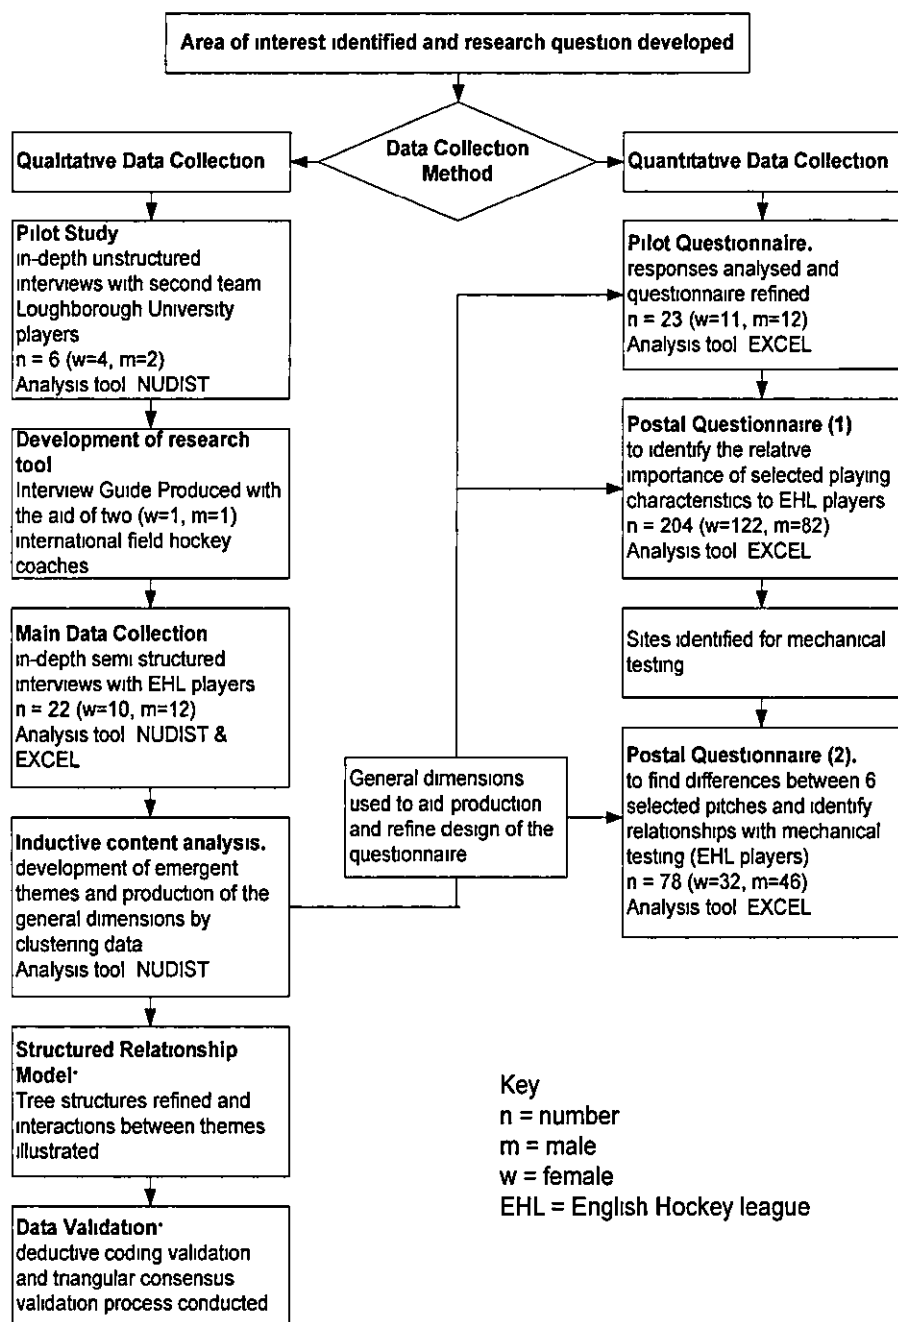 Area of interest identified and research question developed
Data Collection
Method
Qualitative Data Collection
Quantitative Data Collection
Pilot Study
in-depth unstructured
interviews with second team
Loughborough University
players
n = 6 (w=4, m=2)
Analysis tool NUDIST
Development of research
tool
Interview Guide Produced with
the aid of two (w=1, m=1)
international field hockey
coaches
Main Data Collection
in-depth semi structured
interviews with EHL players
n = 22 (w=10, m=12)
Analysis tool NUDIST &
EXCEL
Inductive content analysis.
development of emergent
themes and production of the
general dimensions by
clustering data
Analysis tool NUDIST
Structured Relationship
Model·
Tree structures refined and
interactions between themes
illustrated
Data Validation·
deductive coding validation
and triangular consensus
validation process conducted
General dimensions
used to aid production
and refine design of the
questionnaire
Pilot Questionnaire.
responses analysed and
questionnaire refined
n = 23 (w=11, m=12)
Analysis tool EXCEL
Postal Questionnaire (1)
to identify the relative
importance of selected playing
characteristics to EHL players
n = 204 (w=122, m=82)
Analysis tool EXCEL
Sites identified for mechanical
testing
Postal Questionnaire (2).
to find differences between 6
selected pitches and identify
relationships with mechanical
testing (EHL players)
n = 78 (w=32, m=46)
Analysis tool EXCEL
Key
n = number
m = male
w = female
EHL = English Hockey league